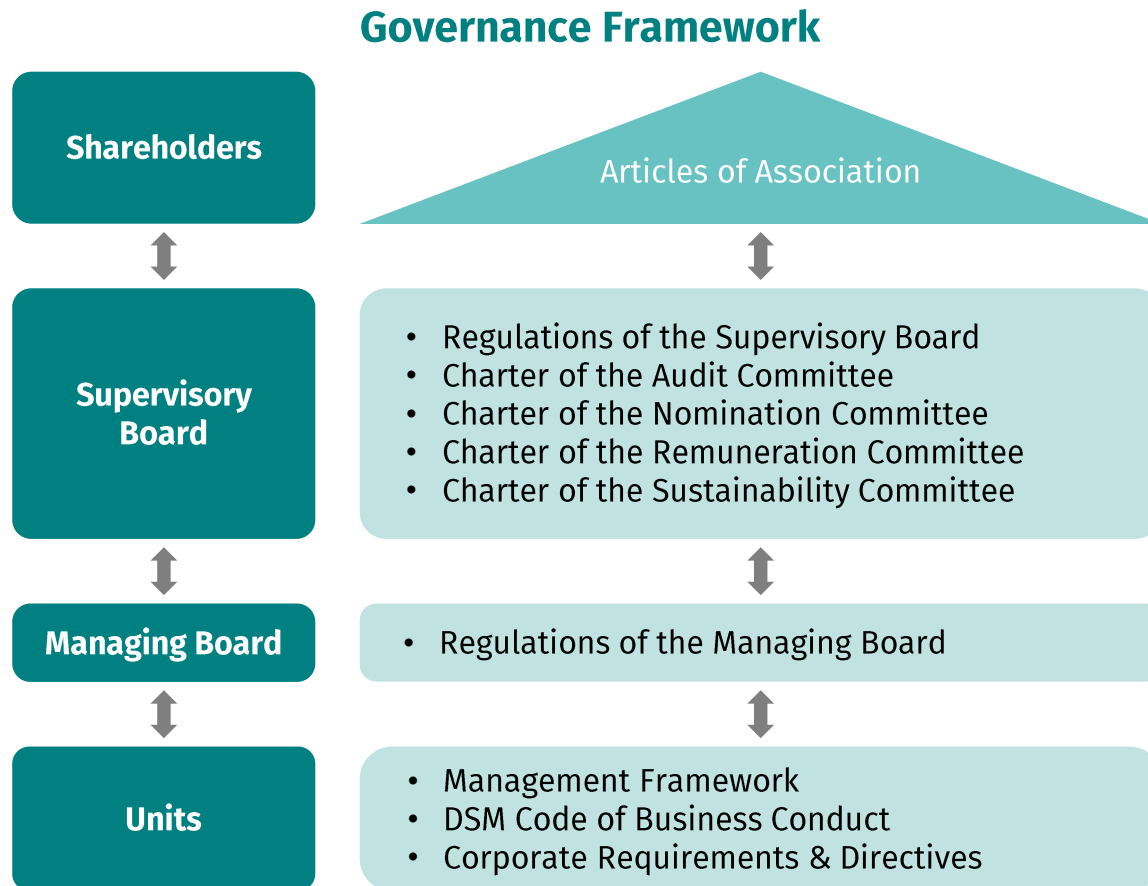 Governance Framework
Shareholders
Articles of Association
Supervisory
Board
• Regulations of the Supervisory Board
• Charter of the Audit Committee
• Charter of the Nomination Committee
• Charter of the Remuneration Committee
• Charter of the Sustainability Committee
Managing Board
• Regulations of the Managing Board
Units
• Management Framework
• DSM Code of Business Conduct
• Corporate Requirements & Directives